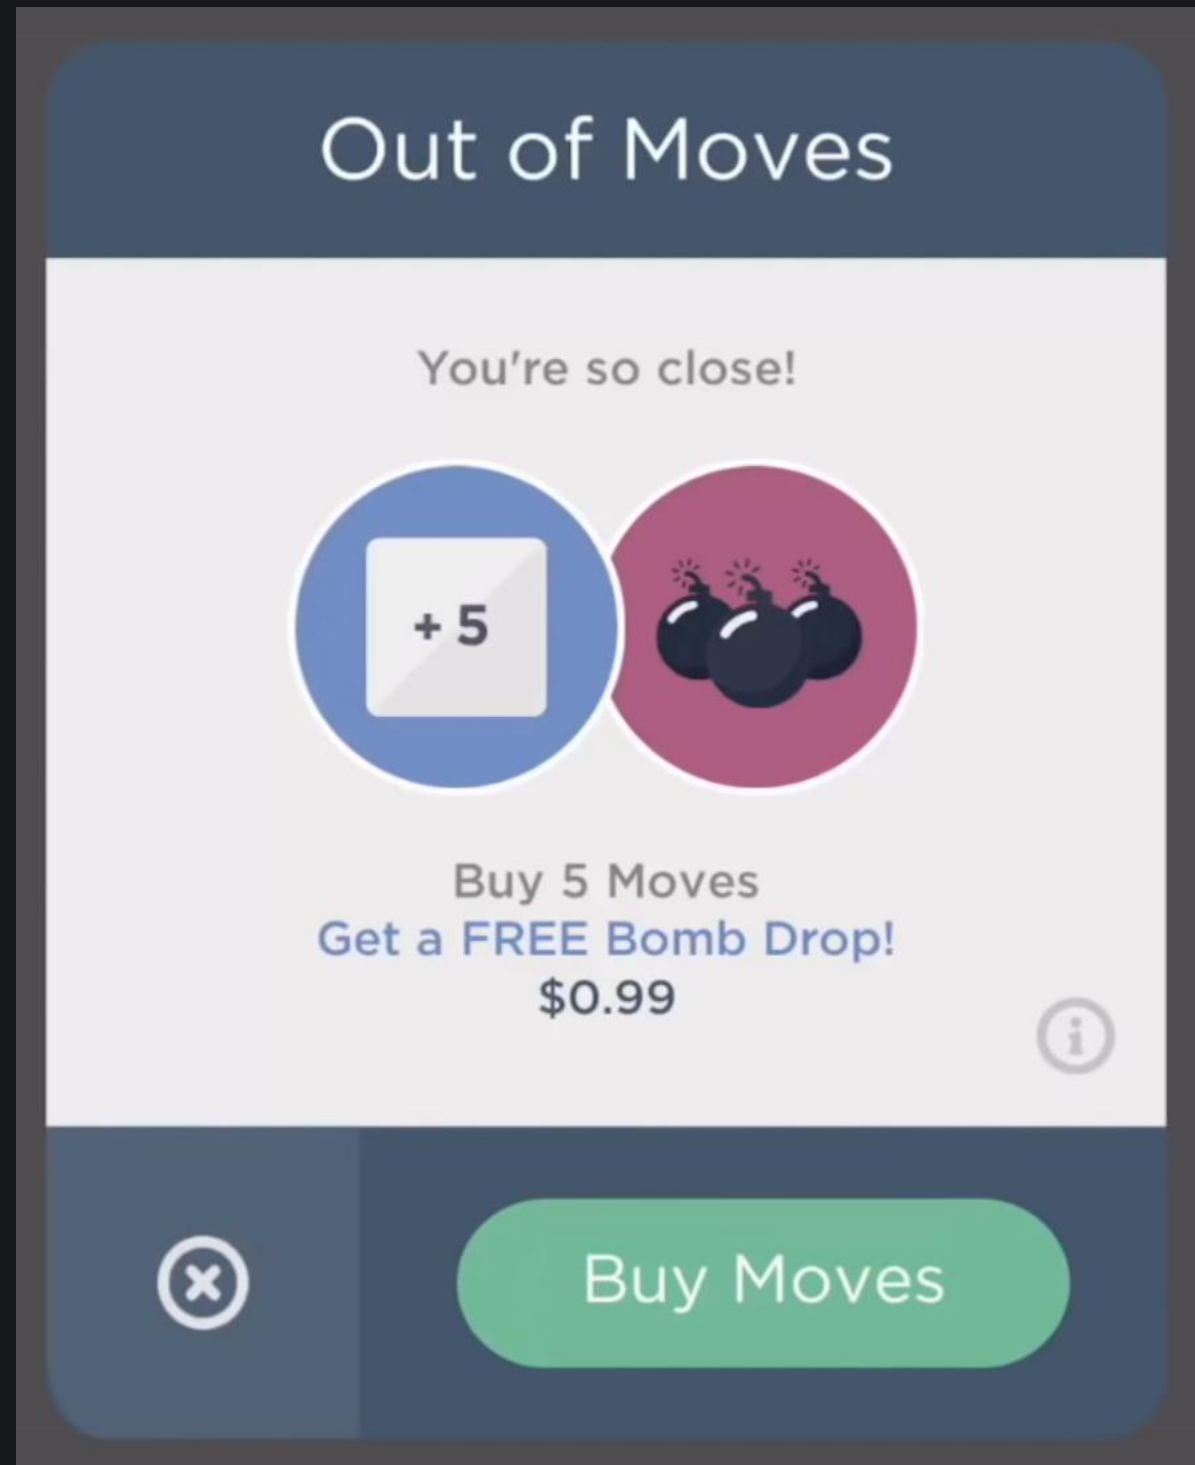 Out of Moves
You're so close!
+ 5
Buy 5 Moves
Get a FREE Bomb Drop!
$0.99
i
Buy Moves